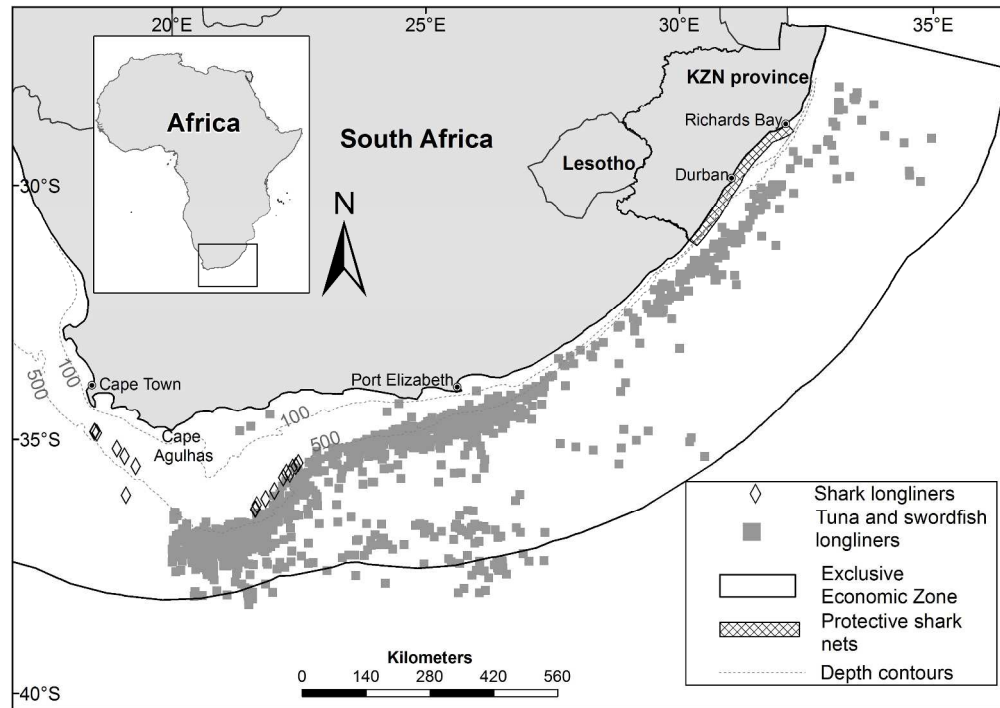 20°E
25°E
30°E
35°E
KZN province
Africa
Richards Bay
South Africa
Lesotho
30°S
Durban
N
100
500
Cape Town
Port Elizabeth
100
Cape
Agulhas
500
35°S
Shark longliners
Tuna and swordfish
longliners
Exclusive
Economic Zone
Protective shark
nets
Depth contours
Kilometers
0 140 280 420 560
40°S